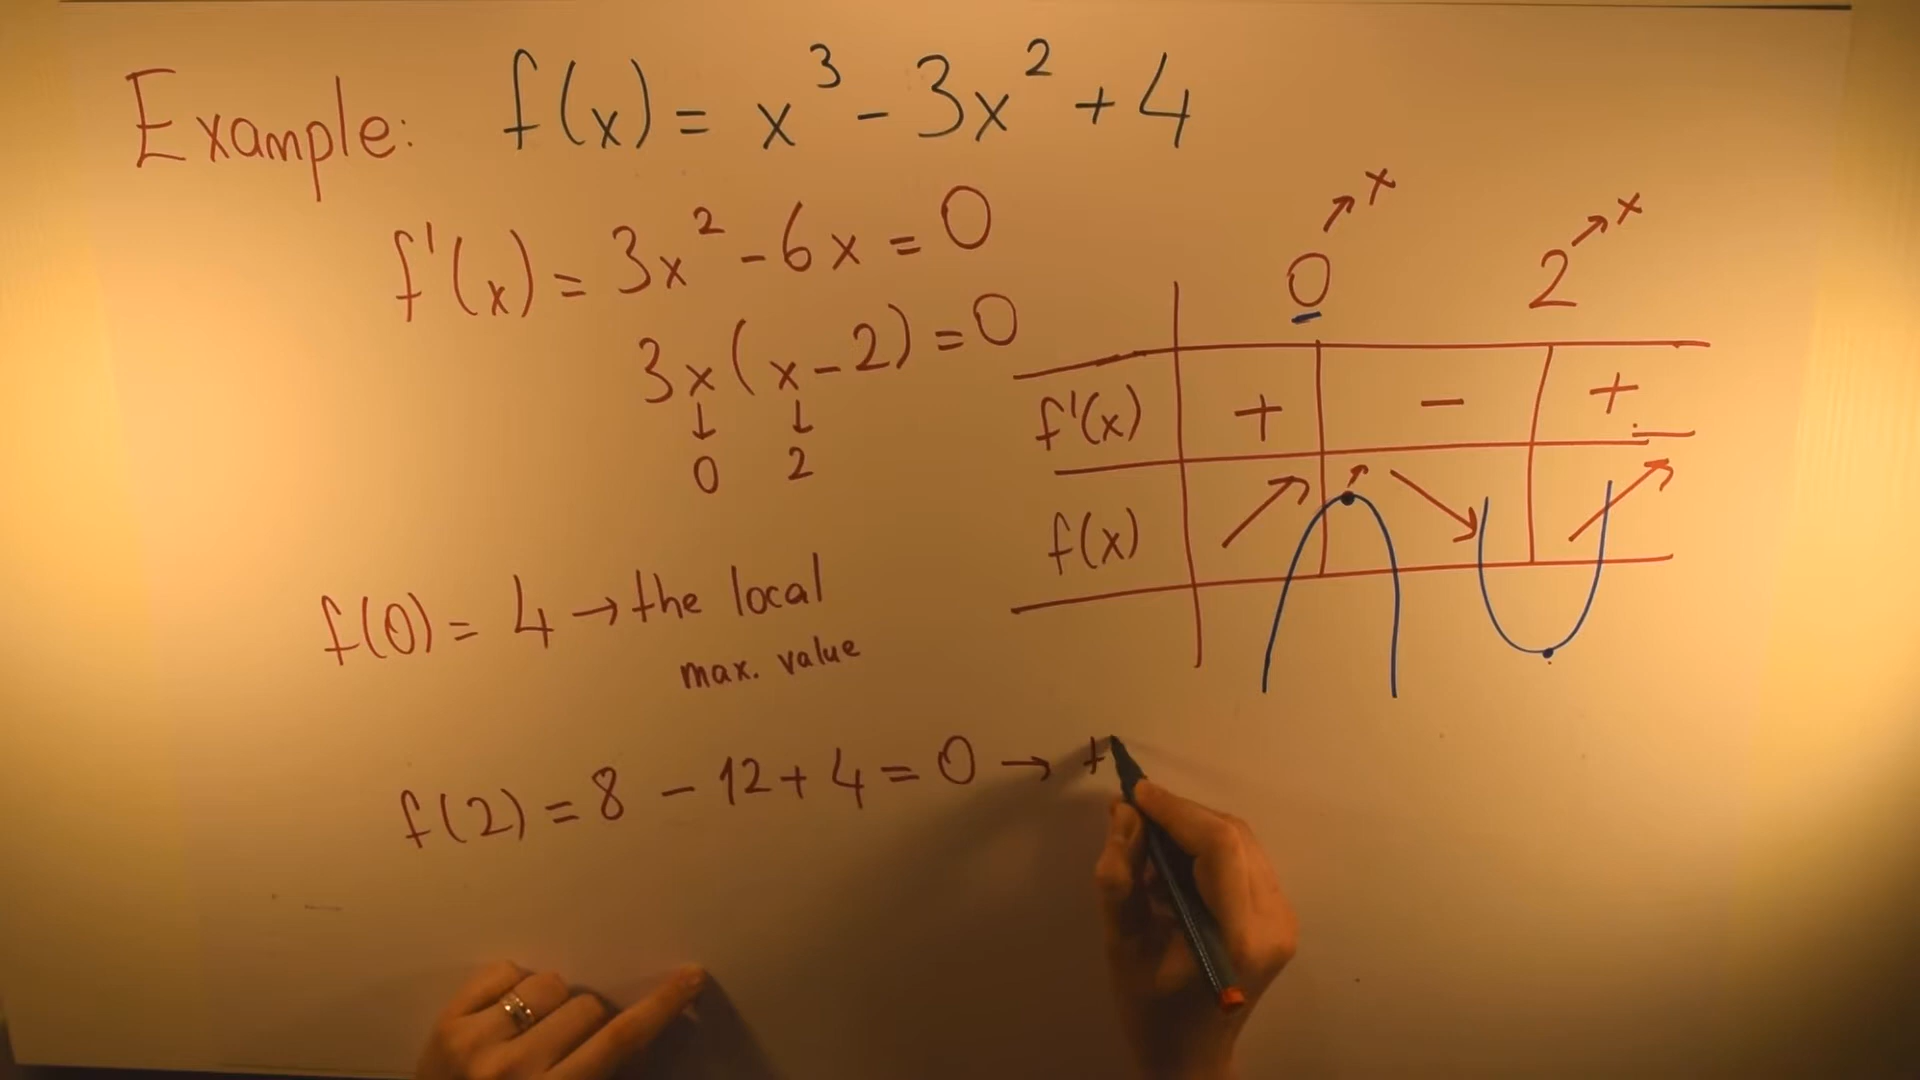 Example: f(x) = x³ - 3x² + 4
f'(x) = 3x² - 6x = 0
3x(x - 2) = 0
↓ ↓
0 2
↗x ↗x
0 2
f'(x) + - +
f(x) ↗ ↘ ↗
f(0) = 4 → the local
max. value
f(2) = 8 - 12 + 4 = 0 →